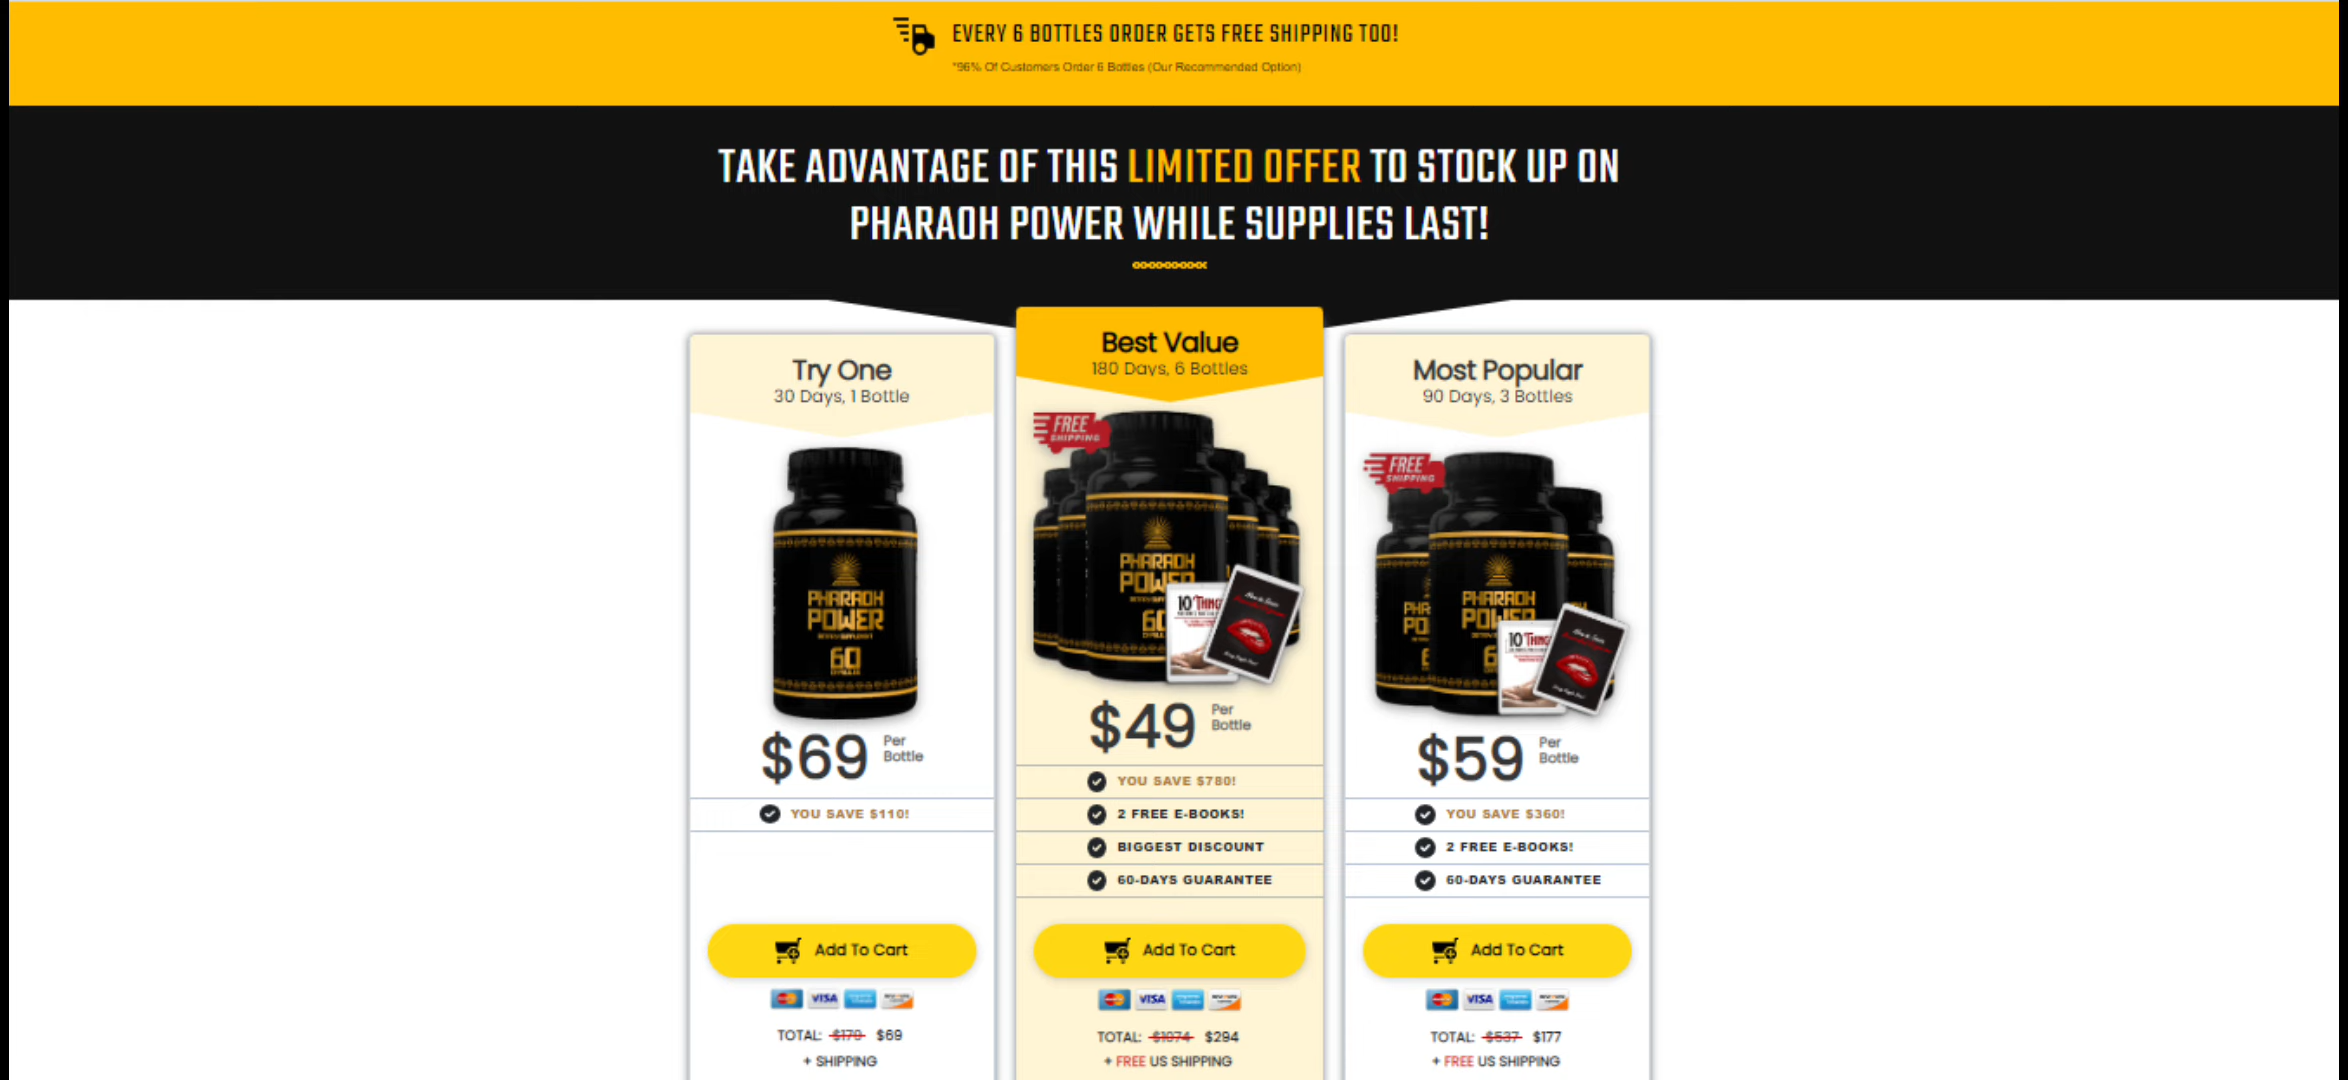 EVERY 6 BOTTLES ORDER GETS FREE SHIPPING TOO!
*96% Of Customers Order 6 Bottles (Our Recommended Option)
TAKE ADVANTAGE OF THIS LIMITED OFFER TO STOCK UP ON
PHARAOH POWER WHILE SUPPLIES LAST!
Try One
30 Days, 1 Bottle
PHARAOH
POWER
60
$69 Per Bottle
YOU SAVE $110!
Add To Cart
VISA
TOTAL: $179 $69
+ SHIPPING
Best Value
180 Days, 6 Bottles
FREE
SHIPPING
PHARAOH
POWER
10 THING
$49 Per Bottle
YOU SAVE $780!
2 FREE E-BOOKS!
BIGGEST DISCOUNT
60-DAYS GUARANTEE
Add To Cart
VISA
TOTAL: $1074 $294
+ FREE US SHIPPING
Most Popular
90 Days, 3 Bottles
FREE
SHIPPING
PHARAOH
POWER
10 THING
$59 Per Bottle
YOU SAVE $360!
2 FREE E-BOOKS!
60-DAYS GUARANTEE
Add To Cart
VISA
TOTAL: $537 $177
+ FREE US SHIPPING